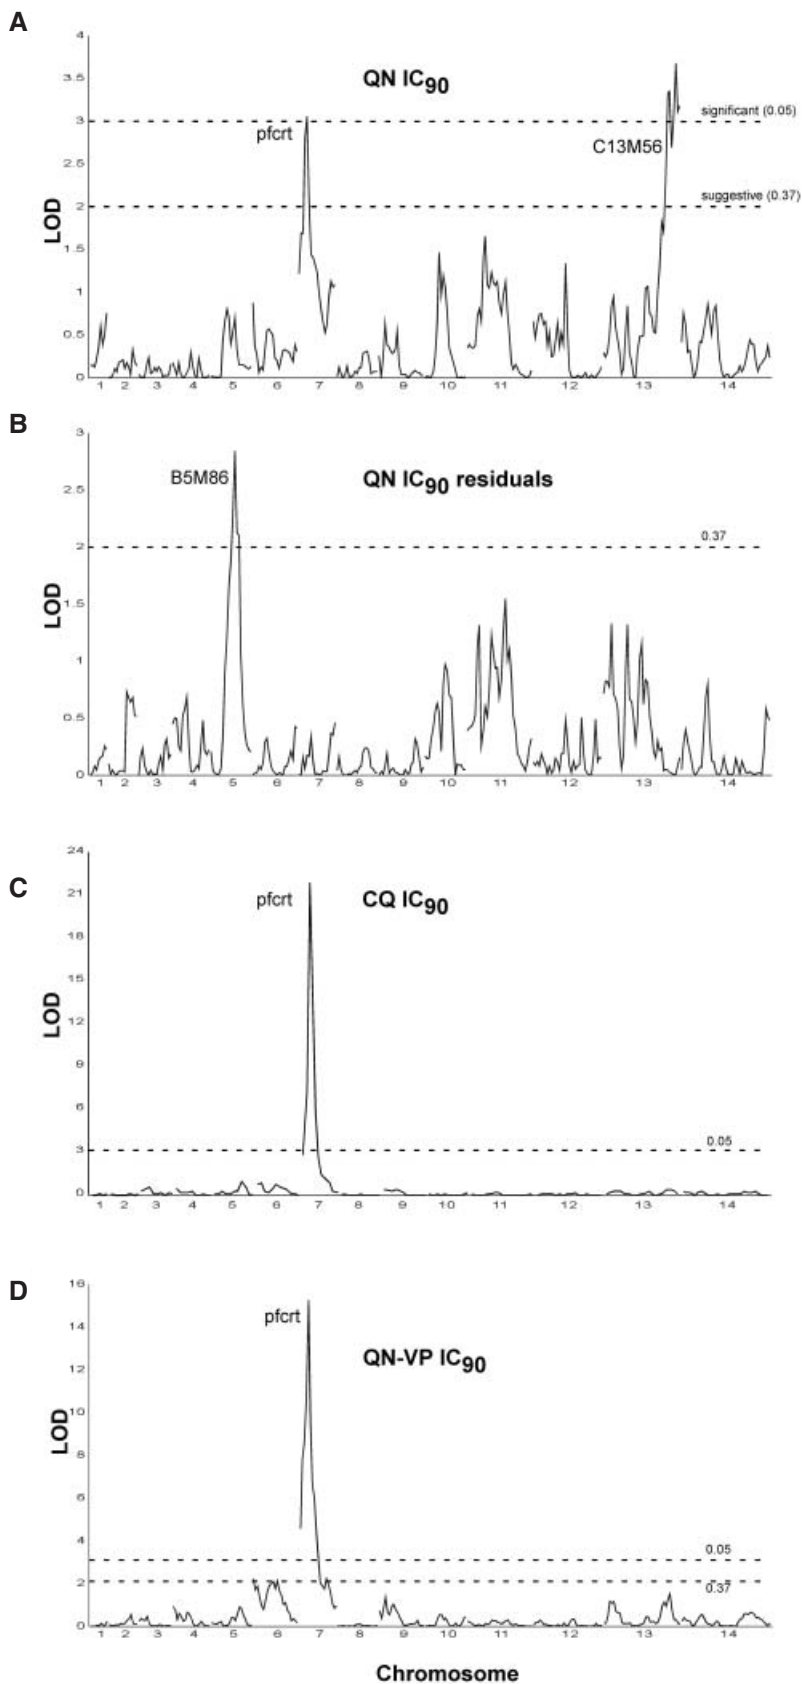 A
4
3.5
3
2.5
2
1.5
1
0.5
0
LOD
QN IC90
pfcrt
C13M56
significant (0.05)
suggestive (0.37)
1 2 3 4 5 6 7 8 9 10 11 12 13 14
B
3
2.5
2
1.5
1
0.5
0
LOD
B5M86
QN IC90 residuals
0.37
1 2 3 4 5 6 7 8 9 10 11 12 13 14
C
24
21
18
15
12
9
6
3
0
LOD
pfcrt
CQ IC90
0.05
1 2 3 4 5 6 7 8 9 10 11 12 13 14
D
16
14
12
10
8
6
4
2
0
LOD
pfcrt
QN-VP IC90
0.05
0.37
1 2 3 4 5 6 7 8 9 10 11 12 13 14
Chromosome